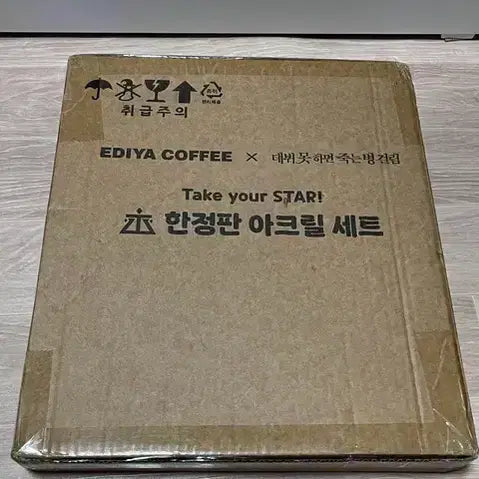 취급주의
EDIYA COFFEE × 데뷔 못 하면 죽는 병 걸림
Take your STAR!
한정판 아크릴 세트